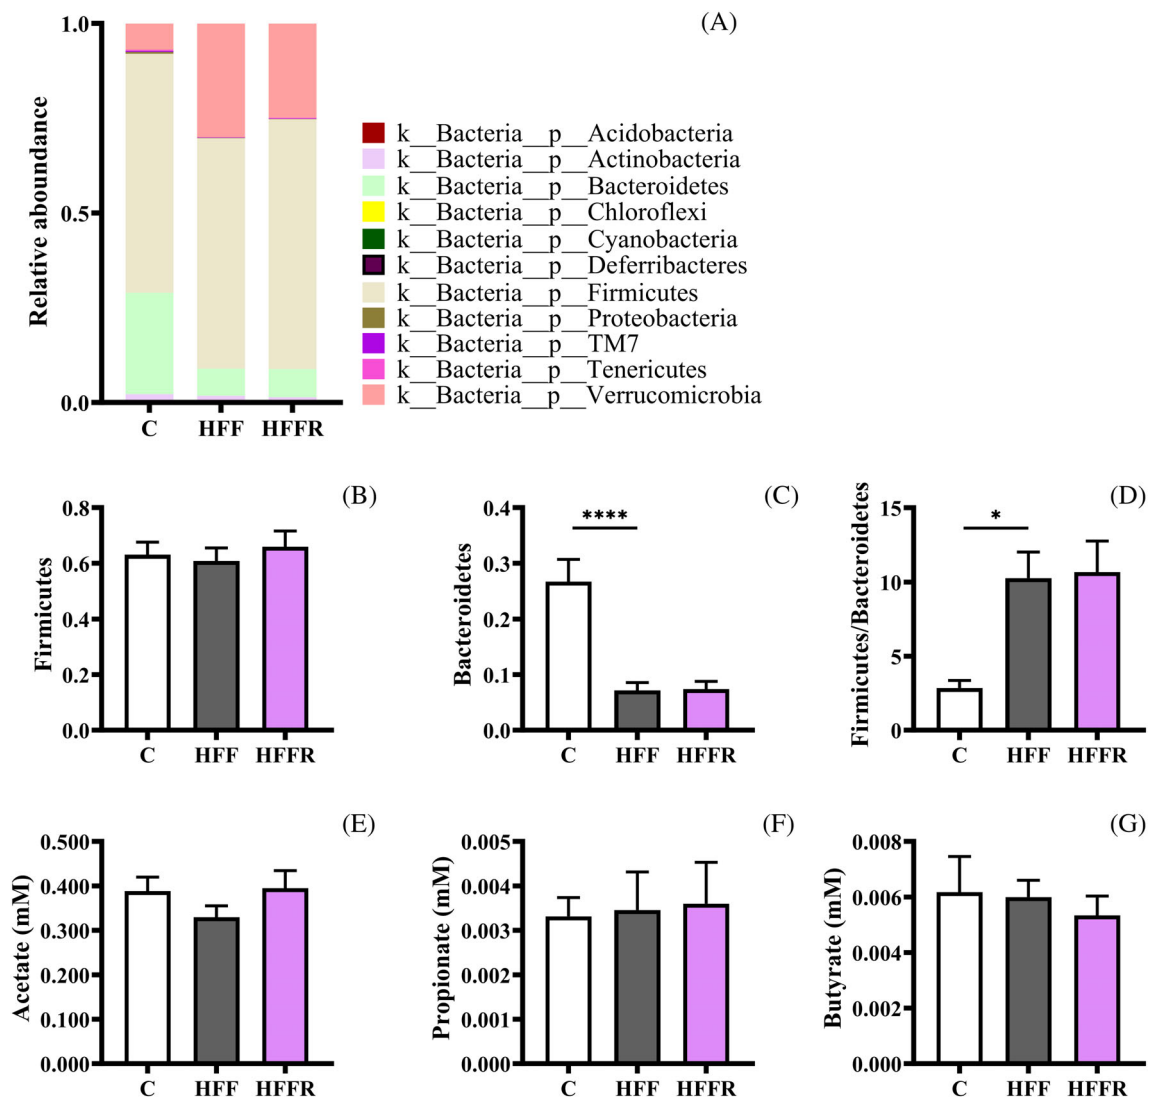 (A)
Relative aboundance
1.0
0.5
0.0
C HFF HFFR
k__Bacteria__p__Acidobacteria
k__Bacteria__p__Actinobacteria
k__Bacteria__p__Bacteroidetes
k__Bacteria__p__Chloroflexi
k__Bacteria__p__Cyanobacteria
k__Bacteria__p__Deferribacteres
k__Bacteria__p__Firmicutes
k__Bacteria__p__Proteobacteria
k__Bacteria__p__TM7
k__Bacteria__p__Tenericutes
k__Bacteria__p__Verrucomicrobia
(B)
Firmicutes
0.8
0.6
0.4
0.2
0.0
C HFF HFFR
(C)
Bacteroidetes
0.4
0.3
0.2
0.1
0.0
****
C HFF HFFR
(D)
Firmicutes/Bacteroidetes
15
10
5
0
*
C HFF HFFR
(E)
Acetate (mM)
0.500
0.400
0.300
0.200
0.100
0.000
C HFF HFFR
(F)
Propionate (mM)
0.005
0.004
0.003
0.002
0.001
0.000
C HFF HFFR
(G)
Butyrate (mM)
0.008
0.006
0.004
0.002
0.000
C HFF HFFR